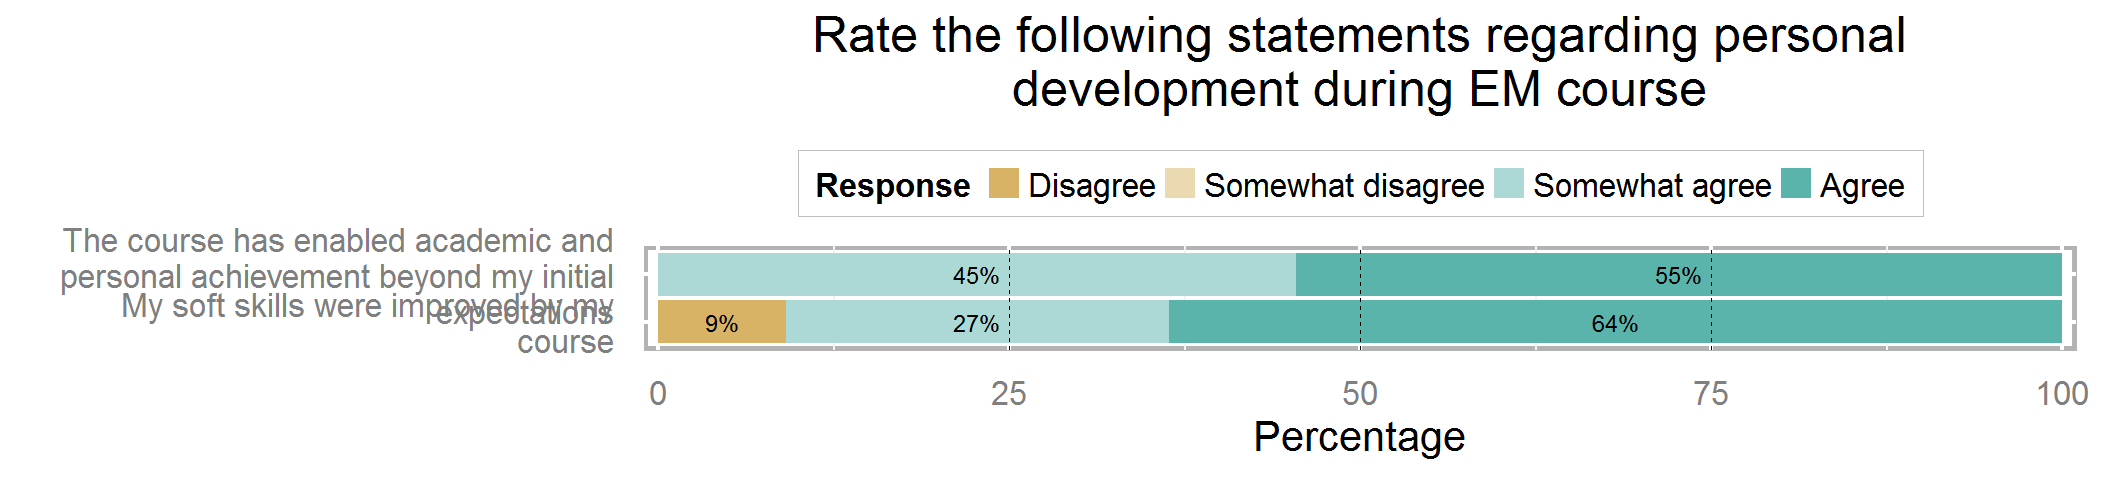 Rate the following statements regarding personal
development during EM course
Response Disagree Somewhat disagree Somewhat agree Agree
The course has enabled academic and
personal achievement beyond my initial
expectations
45% 55%
My soft skills were improved by my
course
9% 27% 64%
0 25 50 75 100
Percentage